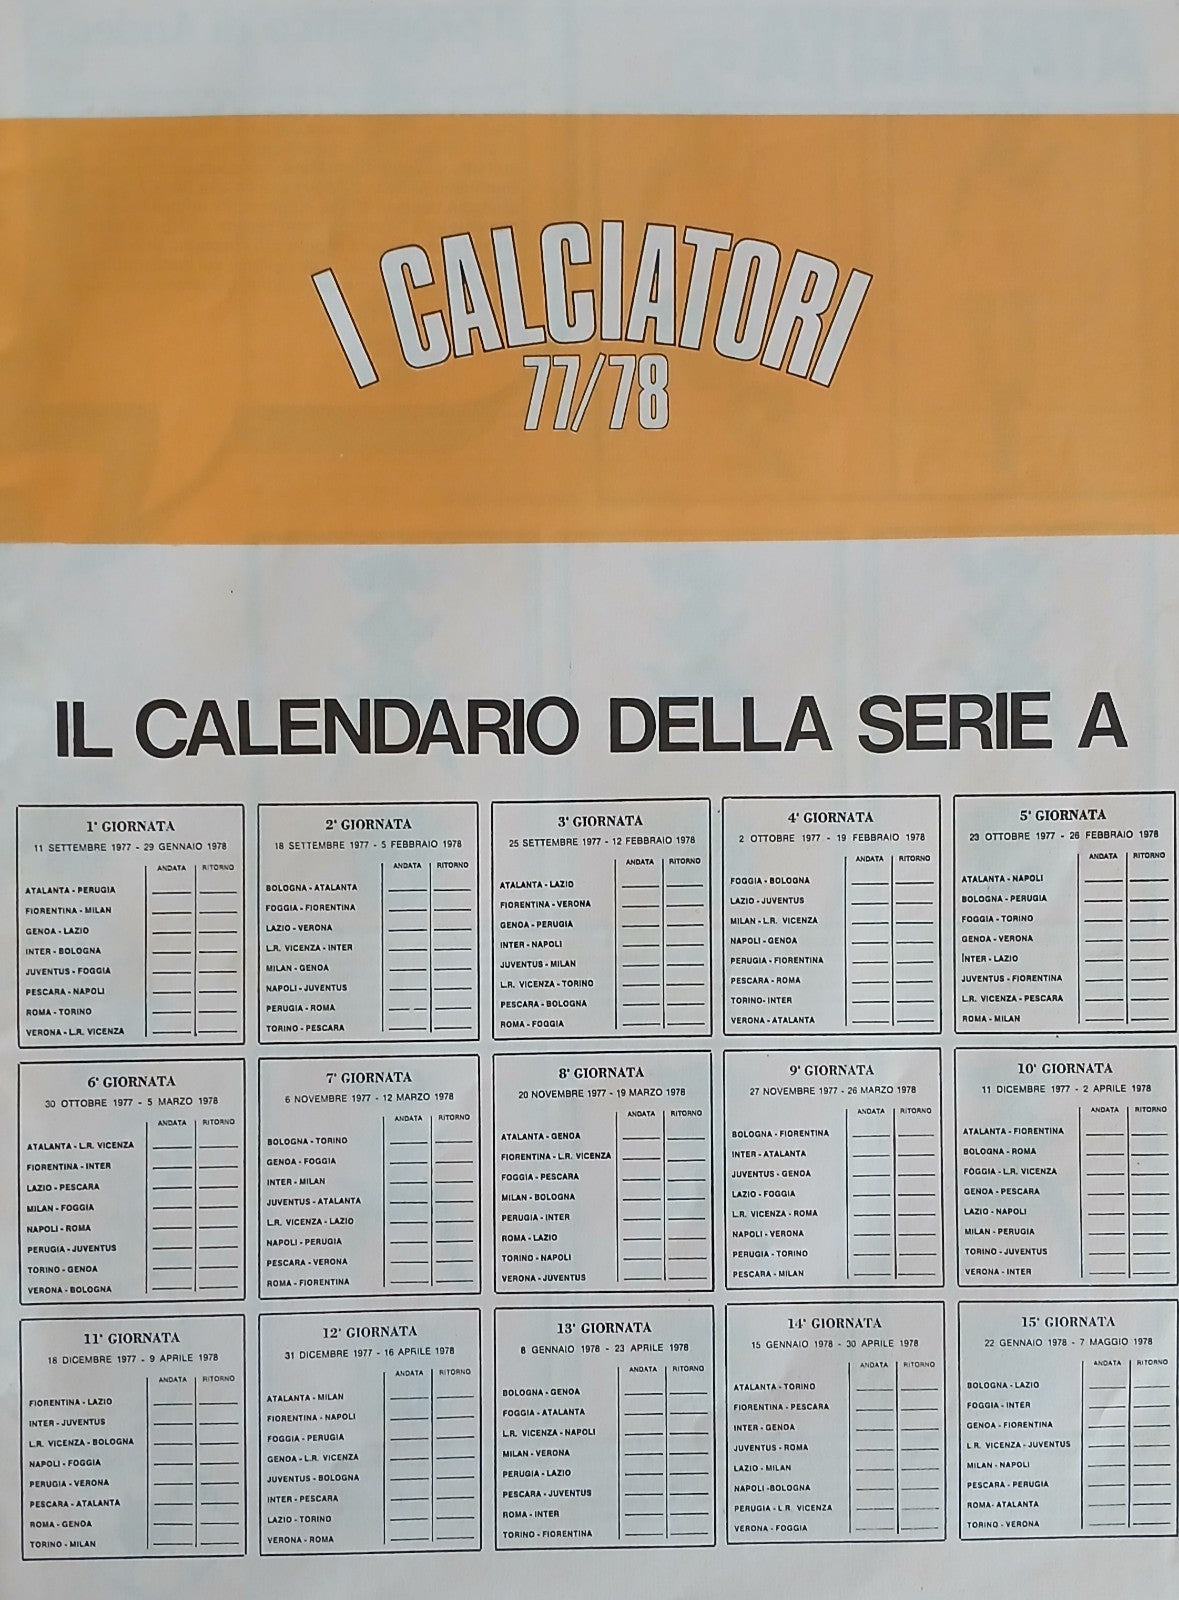 I CALCIATORI
77/78
IL CALENDARIO DELLA SERIE A
1ª GIORNATA
11 SETTEMBRE 1977 - 29 GENNAIO 1978
ANDATA RITORNO
ATALANTA - PERUGIA
FIORENTINA - MILAN
GENOA - LAZIO
INTER - BOLOGNA
JUVENTUS - FOGGIA
PESCARA - NAPOLI
ROMA - TORINO
VERONA - L.R. VICENZA
2ª GIORNATA
18 SETTEMBRE 1977 - 5 FEBBRAIO 1978
ANDATA RITORNO
BOLOGNA - ATALANTA
FOGGIA - FIORENTINA
LAZIO - VERONA
L.R. VICENZA - INTER
MILAN - GENOA
NAPOLI - JUVENTUS
PERUGIA - ROMA
TORINO - PESCARA
3ª GIORNATA
25 SETTEMBRE 1977 - 12 FEBBRAIO 1978
ANDATA RITORNO
ATALANTA - LAZIO
FIORENTINA - VERONA
GENOA - PERUGIA
INTER - NAPOLI
JUVENTUS - MILAN
L.R. VICENZA - TORINO
PESCARA - BOLOGNA
ROMA - FOGGIA
4ª GIORNATA
2 OTTOBRE 1977 - 19 FEBBRAIO 1978
ANDATA RITORNO
FOGGIA - BOLOGNA
LAZIO - JUVENTUS
MILAN - L.R. VICENZA
NAPOLI - GENOA
PERUGIA - FIORENTINA
PESCARA - ROMA
TORINO - INTER
VERONA - ATALANTA
5ª GIORNATA
23 OTTOBRE 1977 - 26 FEBBRAIO 1978
ANDATA RITORNO
ATALANTA - NAPOLI
BOLOGNA - PERUGIA
FOGGIA - TORINO
GENOA - VERONA
INTER - LAZIO
JUVENTUS - FIORENTINA
L.R. VICENZA - PESCARA
ROMA - MILAN
6ª GIORNATA
30 OTTOBRE 1977 - 5 MARZO 1978
ANDATA RITORNO
ATALANTA - L.R. VICENZA
FIORENTINA - INTER
LAZIO - PESCARA
MILAN - FOGGIA
NAPOLI - ROMA
PERUGIA - JUVENTUS
TORINO - GENOA
VERONA - BOLOGNA
7ª GIORNATA
6 NOVEMBRE 1977 - 12 MARZO 1978
ANDATA RITORNO
BOLOGNA - TORINO
GENOA - FOGGIA
INTER - MILAN
JUVENTUS - ATALANTA
L.R. VICENZA - LAZIO
NAPOLI - PERUGIA
PESCARA - VERONA
ROMA - FIORENTINA
8ª GIORNATA
20 NOVEMBRE 1977 - 19 MARZO 1978
ANDATA RITORNO
ATALANTA - GENOA
FIORENTINA - L.R. VICENZA
FOGGIA - PESCARA
MILAN - BOLOGNA
PERUGIA - INTER
ROMA - LAZIO
TORINO - NAPOLI
VERONA - JUVENTUS
9ª GIORNATA
27 NOVEMBRE 1977 - 26 MARZO 1978
ANDATA RITORNO
BOLOGNA - FIORENTINA
INTER - ATALANTA
JUVENTUS - GENOA
LAZIO - FOGGIA
L.R. VICENZA - ROMA
NAPOLI - VERONA
PERUGIA - TORINO
PESCARA - MILAN
10ª GIORNATA
11 DICEMBRE 1977 - 2 APRILE 1978
ANDATA RITORNO
ATALANTA - FIORENTINA
BOLOGNA - ROMA
FOGGIA - L.R. VICENZA
GENOA - PESCARA
LAZIO - NAPOLI
MILAN - PERUGIA
TORINO - JUVENTUS
VERONA - INTER
11ª GIORNATA
18 DICEMBRE 1977 - 9 APRILE 1978
ANDATA RITORNO
FIORENTINA - LAZIO
INTER - JUVENTUS
L.R. VICENZA - BOLOGNA
NAPOLI - FOGGIA
PERUGIA - VERONA
PESCARA - ATALANTA
ROMA - GENOA
TORINO - MILAN
12ª GIORNATA
31 DICEMBRE 1977 - 16 APRILE 1978
ANDATA RITORNO
ATALANTA - MILAN
FIORENTINA - NAPOLI
FOGGIA - PERUGIA
GENOA - L.R. VICENZA
JUVENTUS - BOLOGNA
INTER - PESCARA
LAZIO - TORINO
VERONA - ROMA
13ª GIORNATA
8 GENNAIO 1978 - 23 APRILE 1978
ANDATA RITORNO
BOLOGNA - GENOA
FOGGIA - ATALANTA
L.R. VICENZA - NAPOLI
MILAN - VERONA
PERUGIA - LAZIO
PESCARA - JUVENTUS
ROMA - INTER
TORINO - FIORENTINA
14ª GIORNATA
15 GENNAIO 1978 - 30 APRILE 1978
ANDATA RITORNO
ATALANTA - TORINO
FIORENTINA - PESCARA
INTER - GENOA
JUVENTUS - ROMA
LAZIO - MILAN
NAPOLI - BOLOGNA
PERUGIA - L.R. VICENZA
VERONA - FOGGIA
15ª GIORNATA
22 GENNAIO 1978 - 7 MAGGIO 1978
ANDATA RITORNO
BOLOGNA - LAZIO
FOGGIA - INTER
GENOA - FIORENTINA
L.R. VICENZA - JUVENTUS
MILAN - NAPOLI
PESCARA - PERUGIA
ROMA - ATALANTA
TORINO - VERONA